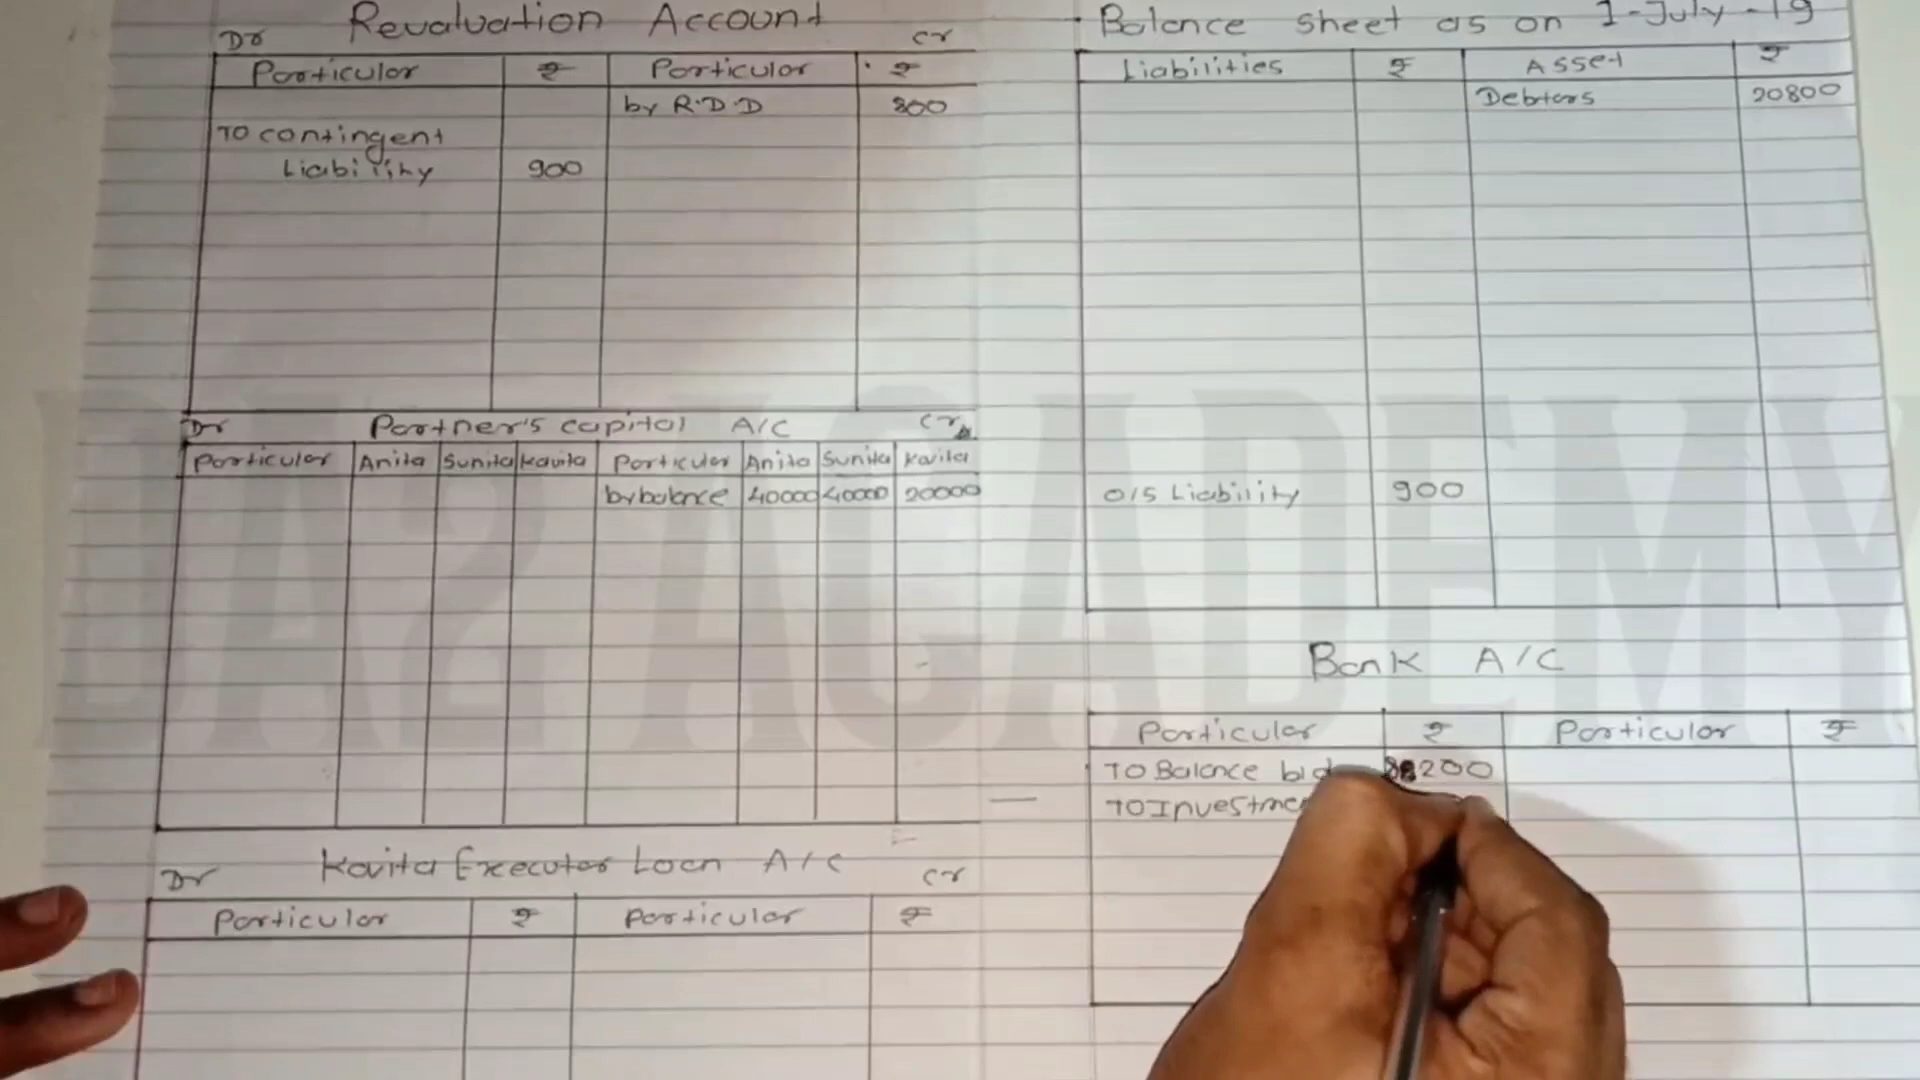 Revaluation Account
Dr Cr
Particular ₹ Particular ₹
by R.D.D 800
TO contingent
Liability 900
Dr Partner's capital A/C Cr
Particular Anita Sunita Kavita Particular Anita Sunita Kavita
by balance 40000 40000 20000
Dr Kavita Executor Loan A/C Cr
Particular ₹ Particular ₹
Balance sheet as on 1-July-19
Liabilities ₹ Asset ₹
Debtors 20800
O/S Liability 900
Bank A/C
Particular ₹ Particular ₹
TO Balance b/d 200
TO
ACADEMY